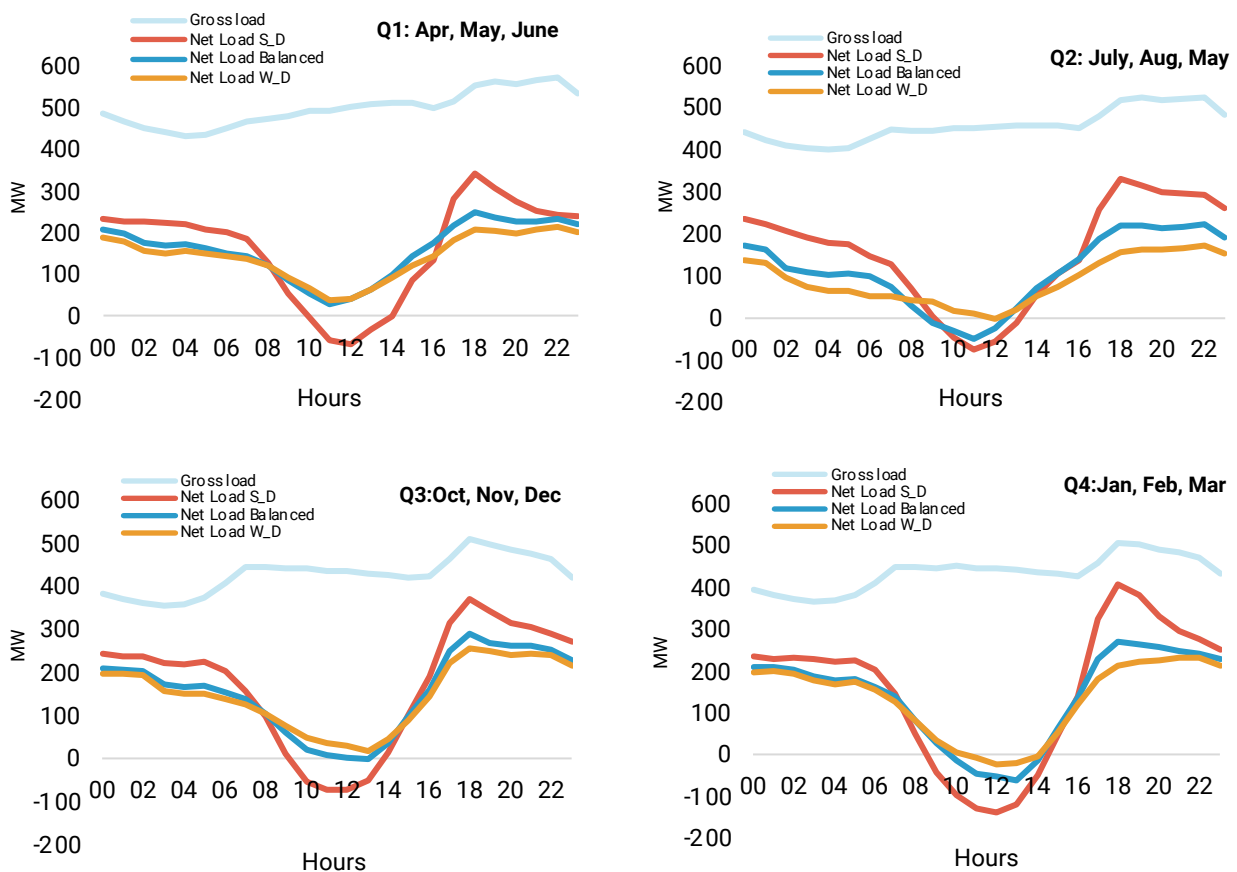 Q1: Apr, May, June
Gross load
Net Load S_D
Net Load Balanced
Net Load W_D
600
500
400
300
200
100
0
-100
-200
MW
00 02 04 06 08 10 12 14 16 18 20 22
Hours
Q2: July, Aug, May
Gross load
Net Load S_D
Net Load Balanced
Net Load W_D
600
500
400
300
200
100
0
-100
-200
MW
00 02 04 06 08 10 12 14 16 18 20 22
Hours
Q3:Oct, Nov, Dec
Gross load
Net Load S_D
Net Load Balanced
Net Load W_D
600
500
400
300
200
100
0
-100
-200
MW
00 02 04 06 08 10 12 14 16 18 20 22
Hours
Q4:Jan, Feb, Mar
Gross load
Net Load S_D
Net Load Balanced
Net Load W_D
600
500
400
300
200
100
0
-100
-200
MW
00 02 04 06 08 10 12 14 16 18 20 22
Hours